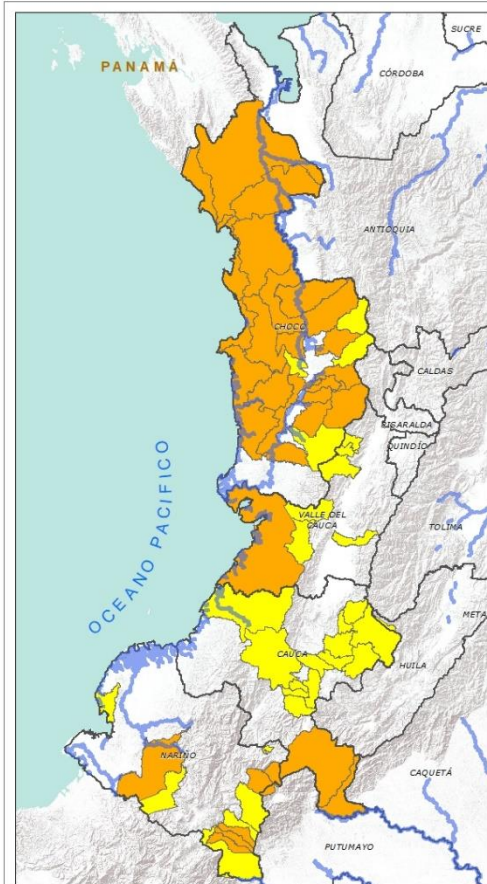 SUCRE
PANAMÁ
CÓRDOBA
ANTIOQUIA
CHOCÓ
CALDAS
RISARALDA
QUINDÍO
OCEANO PACIFICO
VALLE DEL
CAUCA
TOLIMA
META
CAUCA
HUILA
NARIÑO
CAQUETÁ
PUTUMAYO